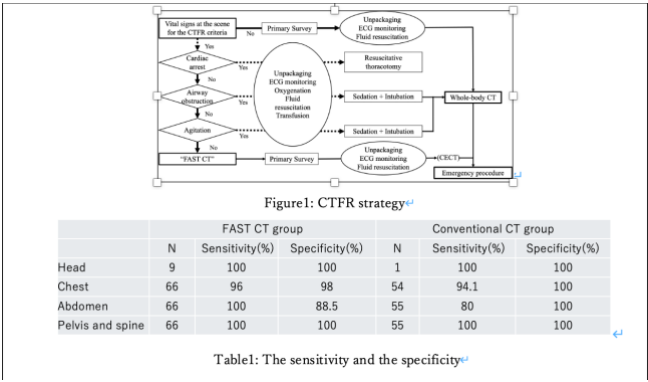 Vital signs at the scene
for the CTFR criteria
No
Primary Survey
Unpackaging
ECG monitoring
Fluid resuscitation
Yes
Cardiac
arrest
Yes
Resuscitative
thoracotomy
No
Airway
obstruction
Yes
Unpackaging
ECG monitoring
Oxygenation
Fluid
resuscitation
Transfusion
Sedation + Intubation
Whole-body CT
No
Agitation
Yes
Sedation + Intubation
No
"FAST CT"
Primary Survey
Unpackaging
ECG monitoring
Fluid resuscitation
(CECT)
Emergency procedure
Figure1: CTFR strategy
FAST CT group Conventional CT group
N Sensitivity(%) Specificity(%) N Sensitivity(%) Specificity(%)
Head 9 100 100 1 100 100
Chest 66 96 98 54 94.1 100
Abdomen 66 100 88.5 55 80 100
Pelvis and spine 66 100 100 55 100 100
Table1: The sensitivity and the specificity